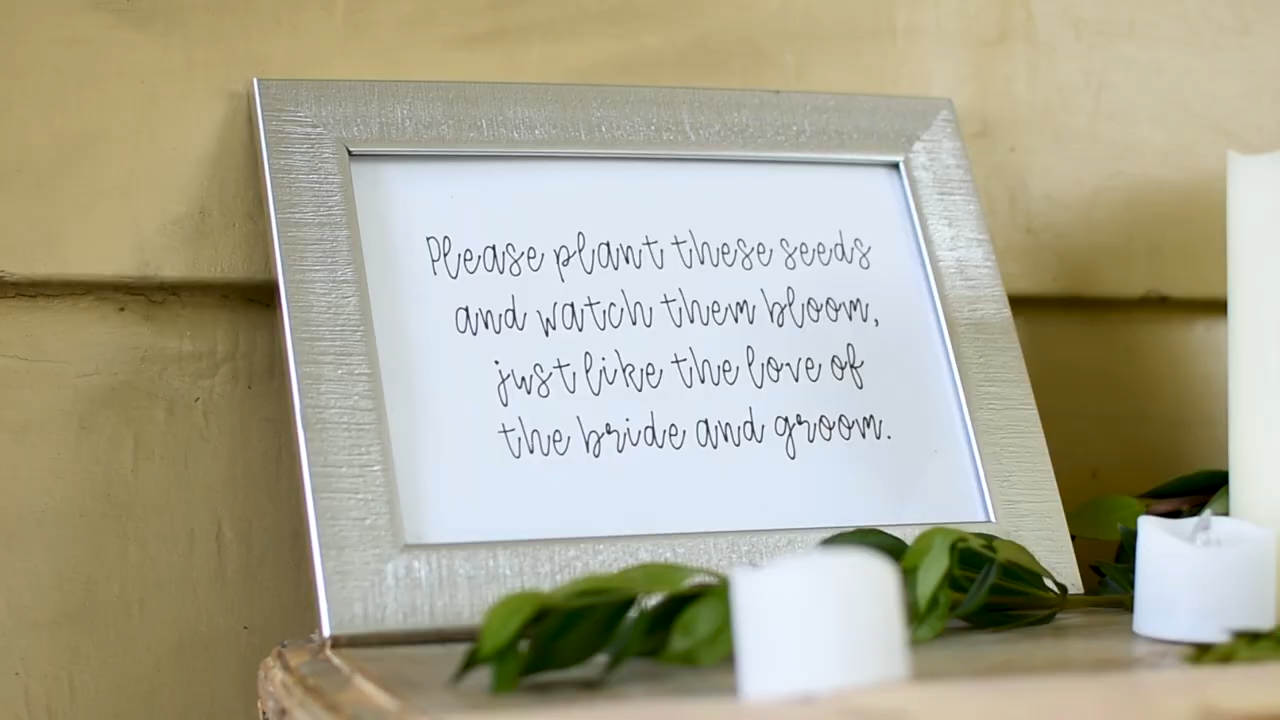 Please plant these seeds
and watch them bloom,
just like the love of
the bride and groom.